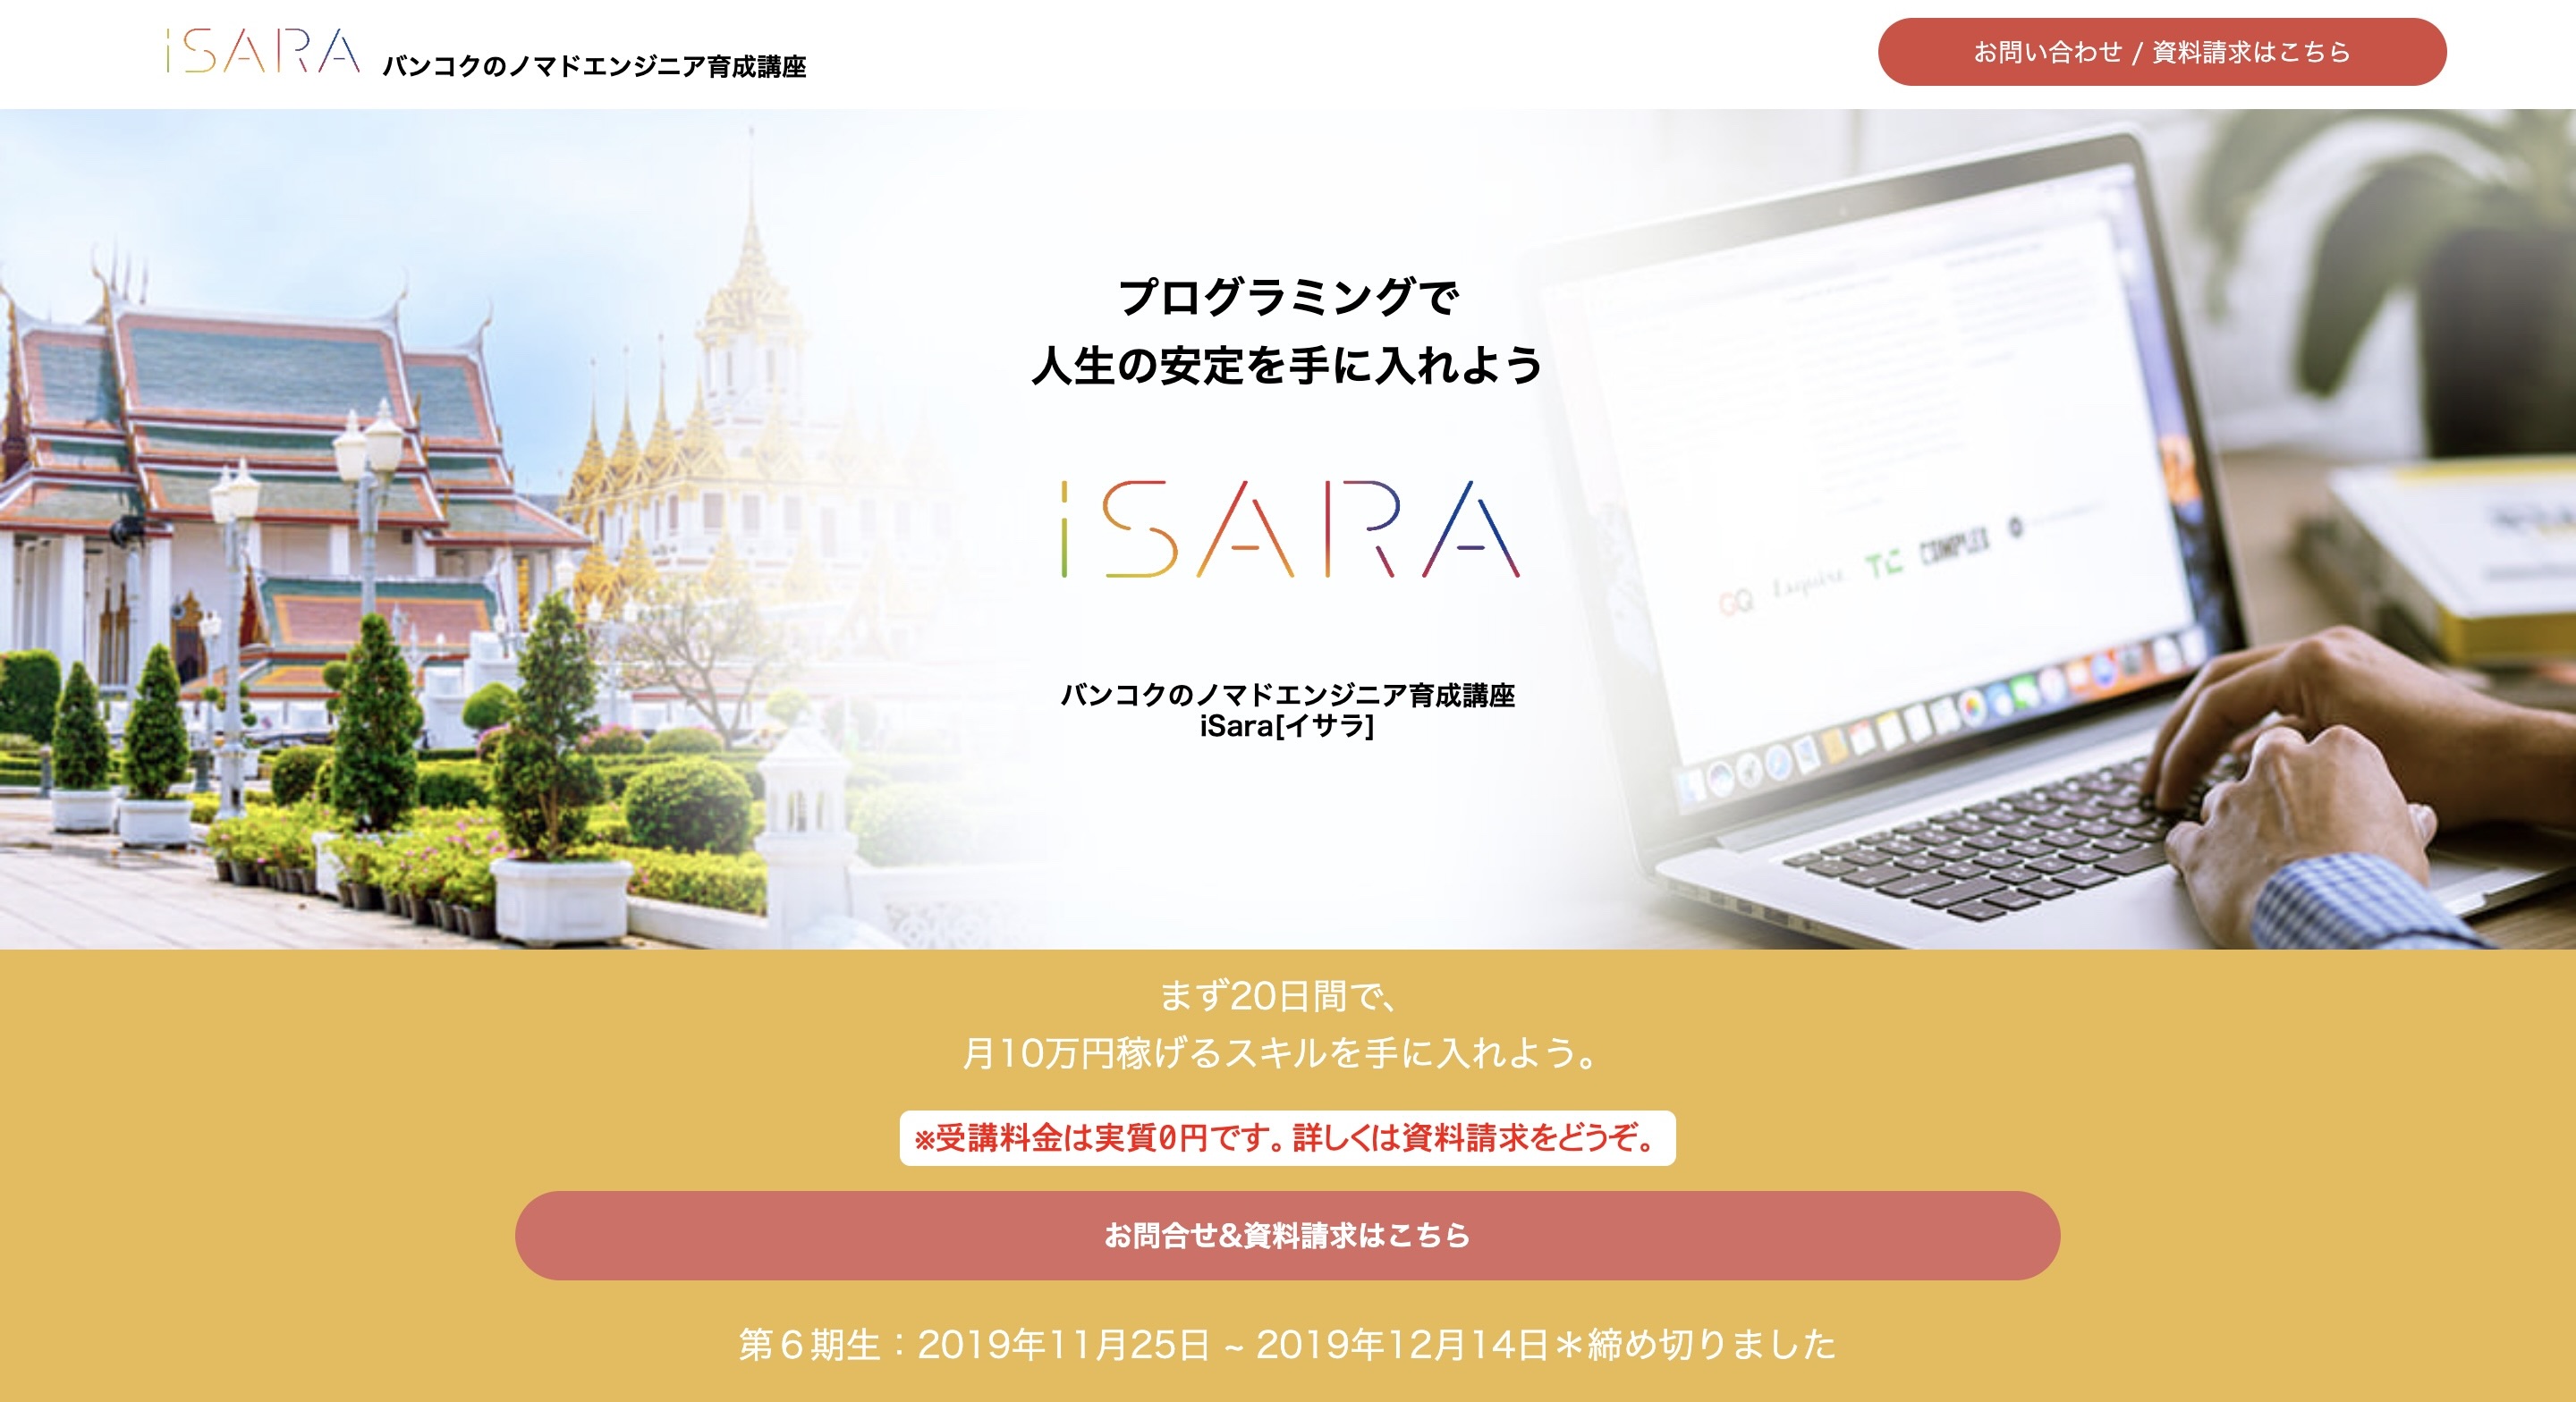 iSARA バンコクのノマドエンジニア育成講座
お問い合わせ / 資料請求はこちら
プログラミングで
人生の安定を手に入れよう
iSARA
バンコクのノマドエンジニア育成講座
iSara[イサラ]
GQ Esquire TC COMPLEX
まず20日間で、
月10万円稼げるスキルを手に入れよう。
※受講料金は実質0円です。詳しくは資料請求をどうぞ。
お問合せ&資料請求はこちら
第６期生：2019年11月25日 ~ 2019年12月14日＊締め切りました